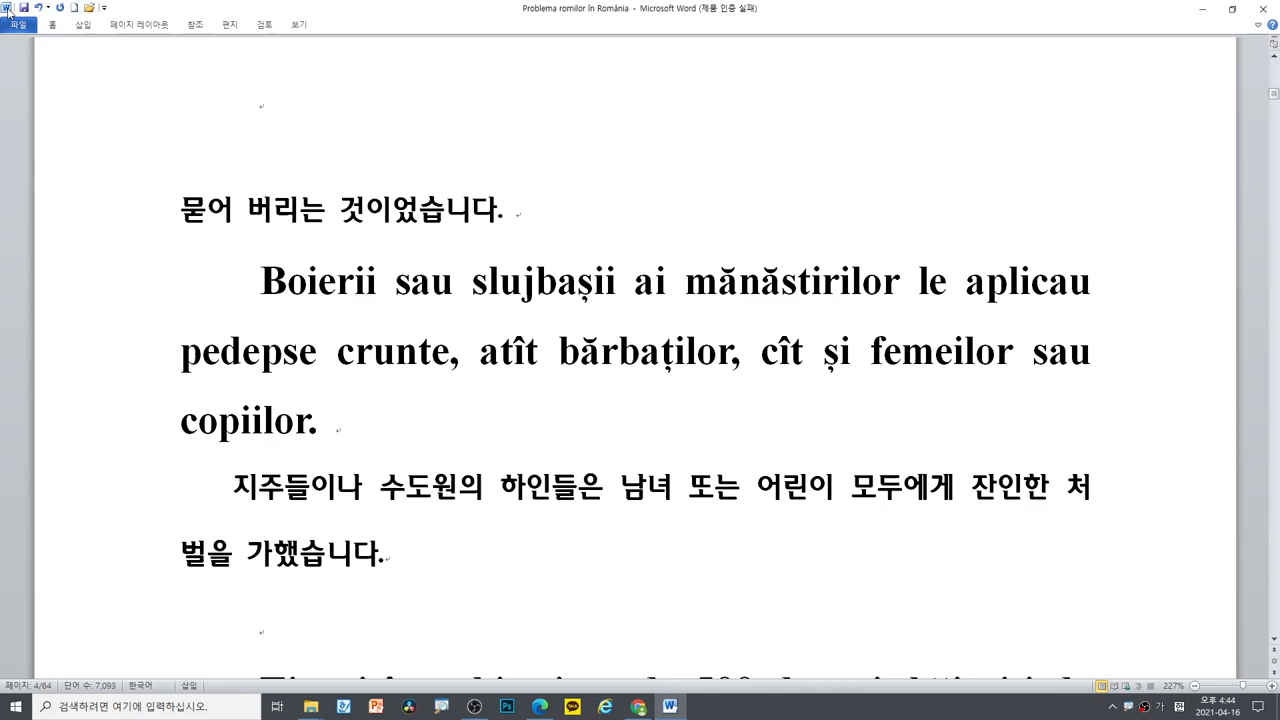 Problema romilor în România - Microsoft Word (제품 인증 실패)
파일 홈 삽입 페이지 레이아웃 참조 편지 검토 보기
묻어 버리는 것이었습니다.
Boierii sau slujbașii ai mănăstirilor le aplicau
pedepse crunte, atît bărbaților, cît și femeilor sau
copiilor.
지주들이나 수도원의 하인들은 남녀 또는 어린이 모두에게 잔인한 처
벌을 가했습니다.
페이지: 4/64 단어 수: 7,093 한국어 삽입 227%
검색하려면 여기에 입력하십시오. 오후 4:44
2021-04-16